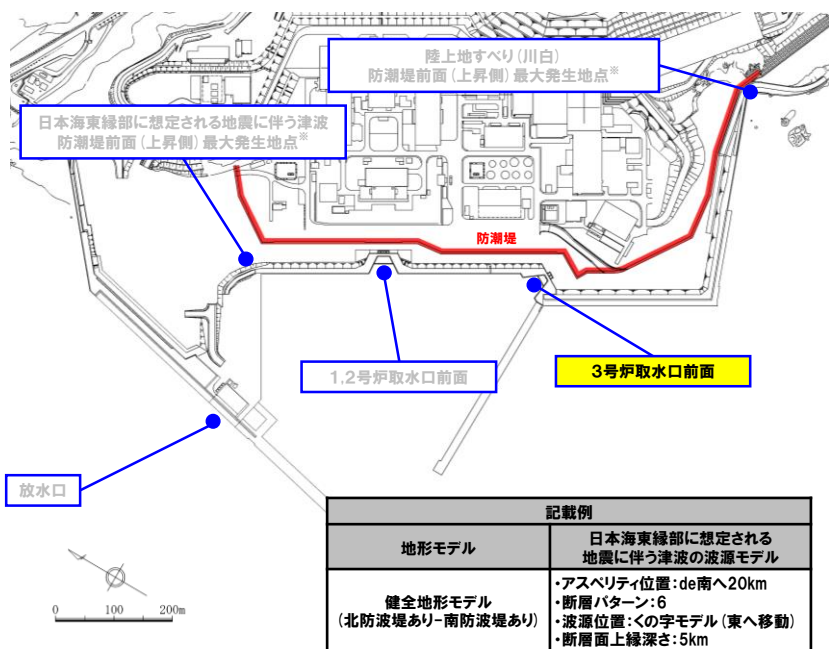 陸上地すべり(川白)
防潮堤前面(上昇側)最大発生地点※
日本海東縁部に想定される地震に伴う津波
防潮堤前面(上昇側)最大発生地点※
防潮堤
1,2号炉取水口前面
3号炉取水口前面
放水口
0 100 200m
記載例
地形モデル
日本海東縁部に想定される
地震に伴う津波の波源モデル
健全地形モデル
(北防波堤あり-南防波堤あり)
・アスペリティ位置:de南へ20km
・断層パターン:6
・波源位置:くの字モデル(東へ移動)
・断層面上縁深さ:5km